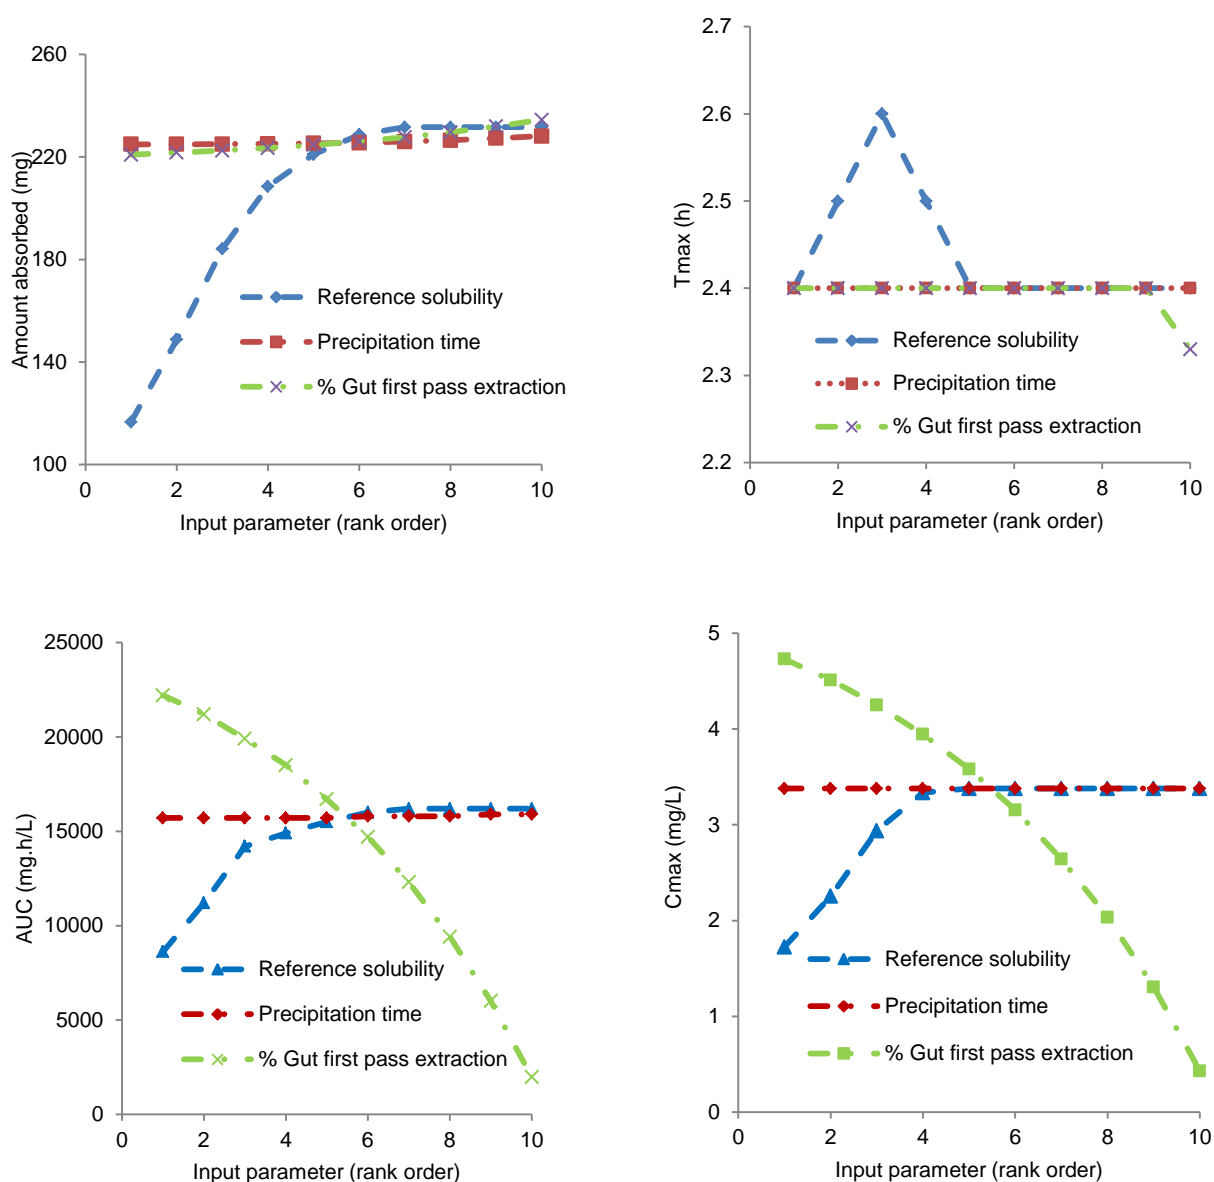 260
220
180
140
100
Amount absorbed (mg)
Reference solubility
Precipitation time
% Gut first pass extraction
0 2 4 6 8 10
Input parameter (rank order)
2.7
2.6
2.5
2.4
2.3
2.2
Tmax (h)
Reference solubility
Precipitation time
% Gut first pass extraction
0 2 4 6 8 10
Input parameter (rank order)
25000
20000
15000
10000
5000
0
AUC (mg.h/L)
Reference solubility
Precipitation time
% Gut first pass extraction
0 2 4 6 8 10
Input parameter (rank order)
5
4
3
2
1
0
Cmax (mg/L)
Reference solubility
Precipitation time
% Gut first pass extraction
0 2 4 6 8 10
Input parameter (rank order)